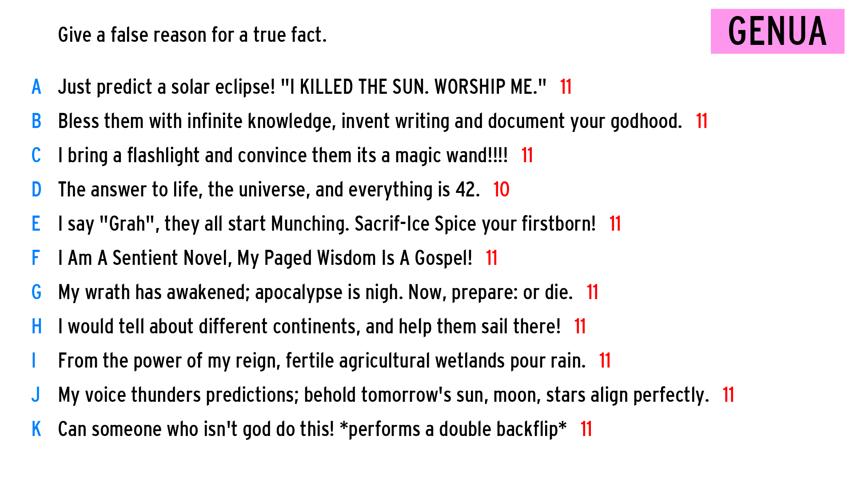 Give a false reason for a true fact.
GENUA
A Just predict a solar eclipse! "I KILLED THE SUN. WORSHIP ME." 11
B Bless them with infinite knowledge, invent writing and document your godhood. 11
C I bring a flashlight and convince them its a magic wand!!!! 11
D The answer to life, the universe, and everything is 42. 10
E I say "Grah", they all start Munching. Sacrif-Ice Spice your firstborn! 11
F I Am A Sentient Novel, My Paged Wisdom Is A Gospel! 11
G My wrath has awakened; apocalypse is nigh. Now, prepare: or die. 11
H I would tell about different continents, and help them sail there! 11
I From the power of my reign, fertile agricultural wetlands pour rain. 11
J My voice thunders predictions; behold tomorrow's sun, moon, stars align perfectly. 11
K Can someone who isn't god do this! *performs a double backflip* 11